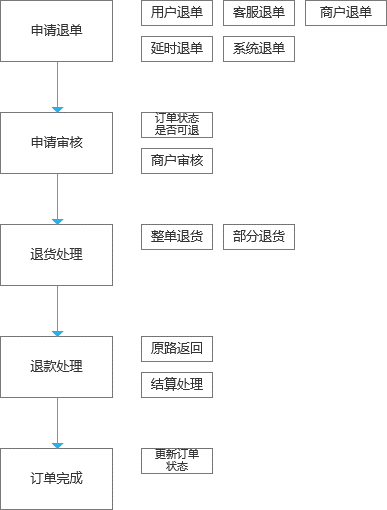 申请退单
用户退单
客服退单
商户退单
延时退单
系统退单
申请审核
订单状态
是否可退
商户审核
退货处理
整单退货
部分退货
退款处理
原路返回
结算处理
订单完成
更新订单
状态